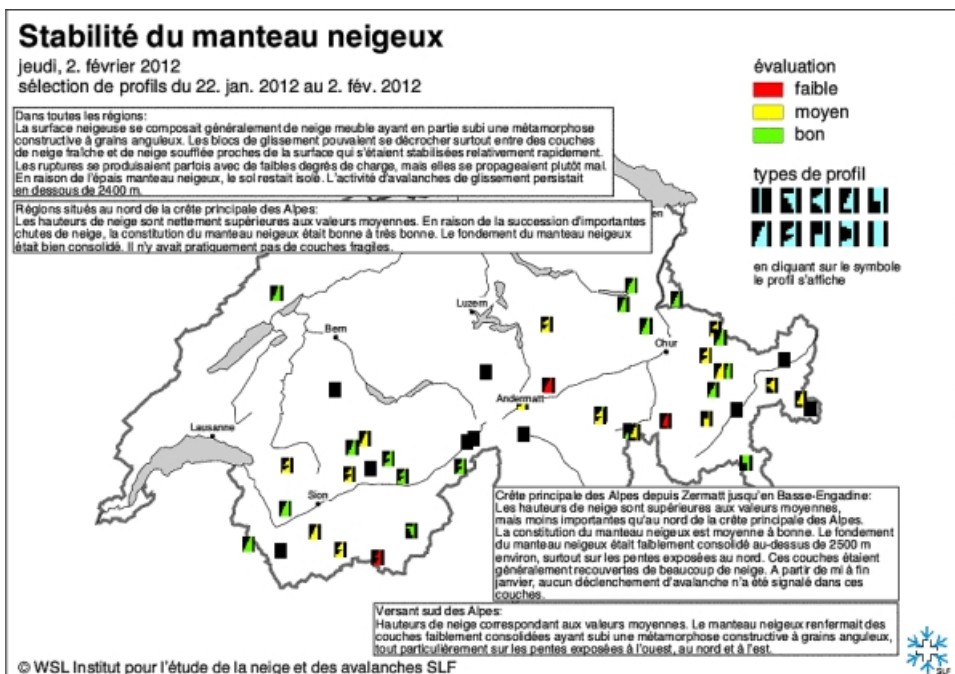 Stabilité du manteau neigeux
jeudi, 2. février 2012
sélection de profils du 22. jan. 2012 au 2. fév. 2012
évaluation
faible
moyen
bon
Dans toutes les régions:
La surface neigeuse se composait généralement de neige meuble ayant en partie subi une métamorphose
constructive à grains anguleux. Les blocs de glissement pouvaient se décrocher surtout entre des couches
de neige fraîche et de neige soufflée proches de la surface qui s'étaient stabilisées relativement rapidement.
Les ruptures se produisaient parfois avec de faibles degrés de charge, mais elles se propageaient plutôt mal.
En raison de l'épais manteau neigeux, le sol restait isolé. L'activité d'avalanches de glissement persistait
en dessous de 2400 m.
types de profil
Régions situés au nord de la crête principale des Alpes:
Les hauteurs de neige sont nettement supérieures aux valeurs moyennes. En raison de la succession d'importantes
chutes de neige, la constitution du manteau neigeux était bonne à très bonne. Le fondement du manteau neigeux
était bien consolidé. Il n'y avait pratiquement pas de couches fragiles.
en cliquant sur le symbole
le profil s'affiche
Luzern
Bern
Chur
Andermatt
Lausanne
Sion
Crête principale des Alpes depuis Zermatt jusqu'en Basse-Engadine:
Les hauteurs de neige sont supérieures aux valeurs moyennes,
mais moins importantes qu'au nord de la crête principale des Alpes.
La constitution du manteau neigeux est moyenne à bonne. Le fondement
du manteau neigeux était faiblement consolidé au-dessus de 2500 m
environ, surtout sur les pentes exposées au nord. Ces couches étaient
généralement recouvertes de beaucoup de neige. A partir de mi à fin
janvier, aucun déclenchement d'avalanche n'a été signalé dans ces
couches.
Versant sud des Alpes:
Hauteurs de neige correspondant aux valeurs moyennes. Le manteau neigeux renfermait des
couches faiblement consolidées ayant subi une métamorphose constructive à grains anguleux,
tout particulièrement sur les pentes exposées à l'ouest, au nord et à l'est.
© WSL Institut pour l'étude de la neige et des avalanches SLF
SLF